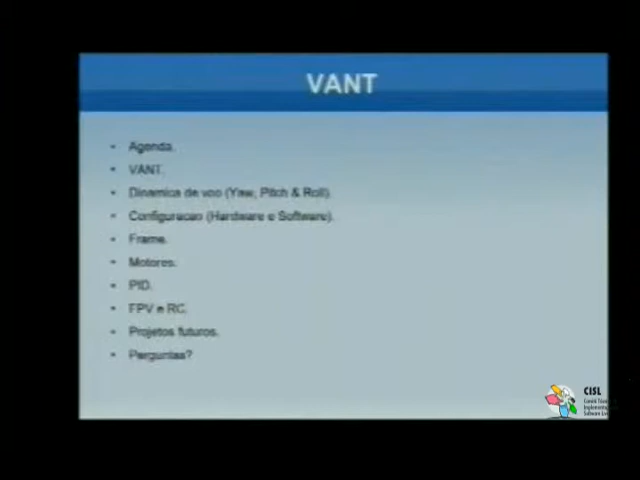 VANT
Agenda.
VANT.
Dinamica de voo (Yaw, Pitch & Roll).
Configuracao (Hardware e Software).
Frame.
Motores.
PID.
FPV e RC.
Projetos futuros.
Perguntas?
CISL